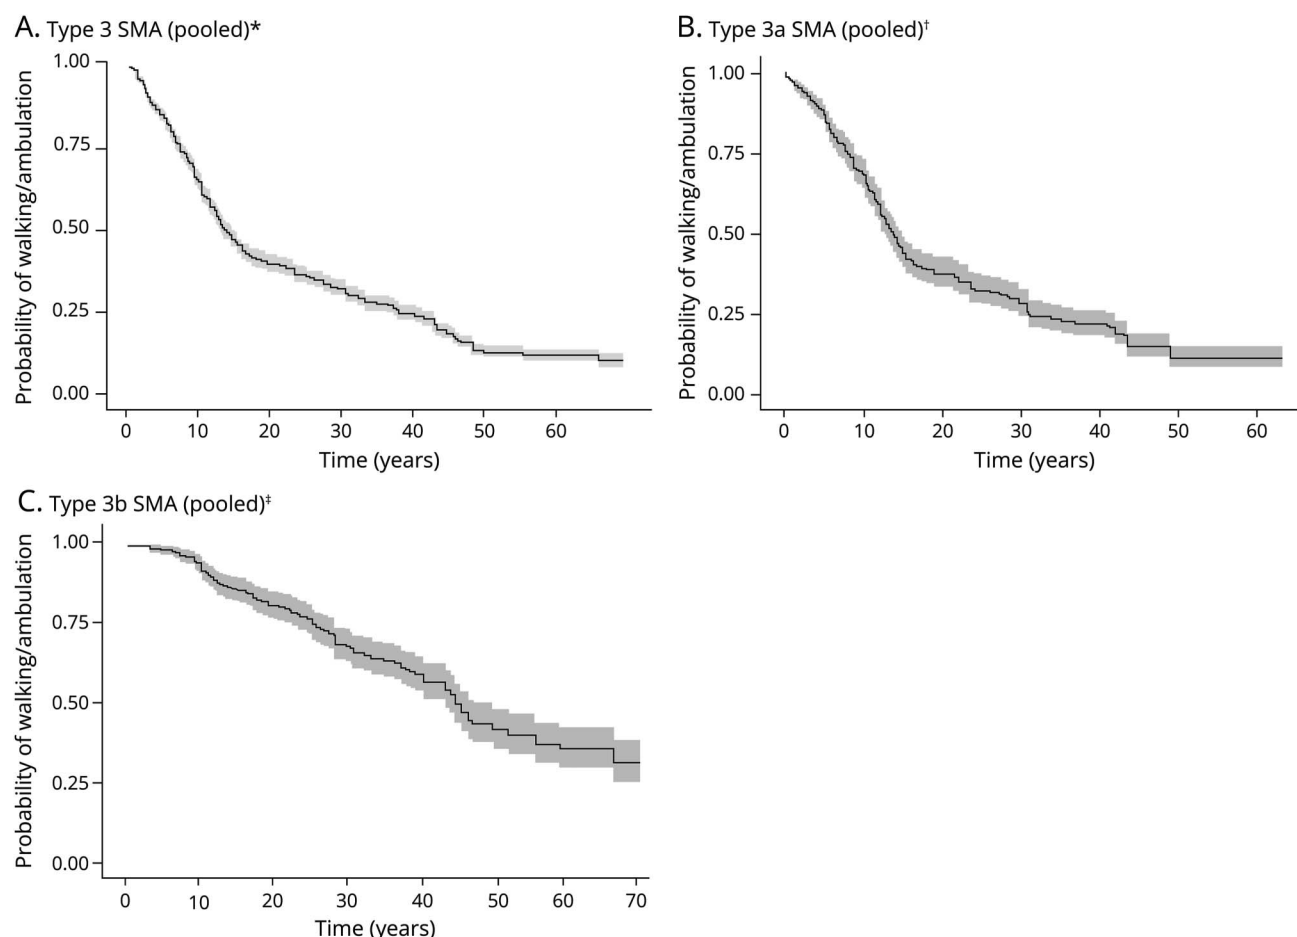 A. Type 3 SMA (pooled)*
Probability of walking/ambulation
1.00
0.75
0.50
0.25
0.00
0 10 20 30 40 50 60
Time (years)
B. Type 3a SMA (pooled)†
Probability of walking/ambulation
1.00
0.75
0.50
0.25
0.00
0 10 20 30 40 50 60
Time (years)
C. Type 3b SMA (pooled)‡
Probability of walking/ambulation
1.00
0.75
0.50
0.25
0.00
0 10 20 30 40 50 60 70
Time (years)